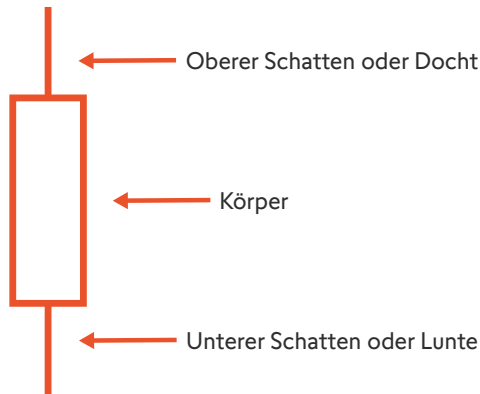 Oberer Schatten oder Docht
Körper
Unterer Schatten oder Lunte